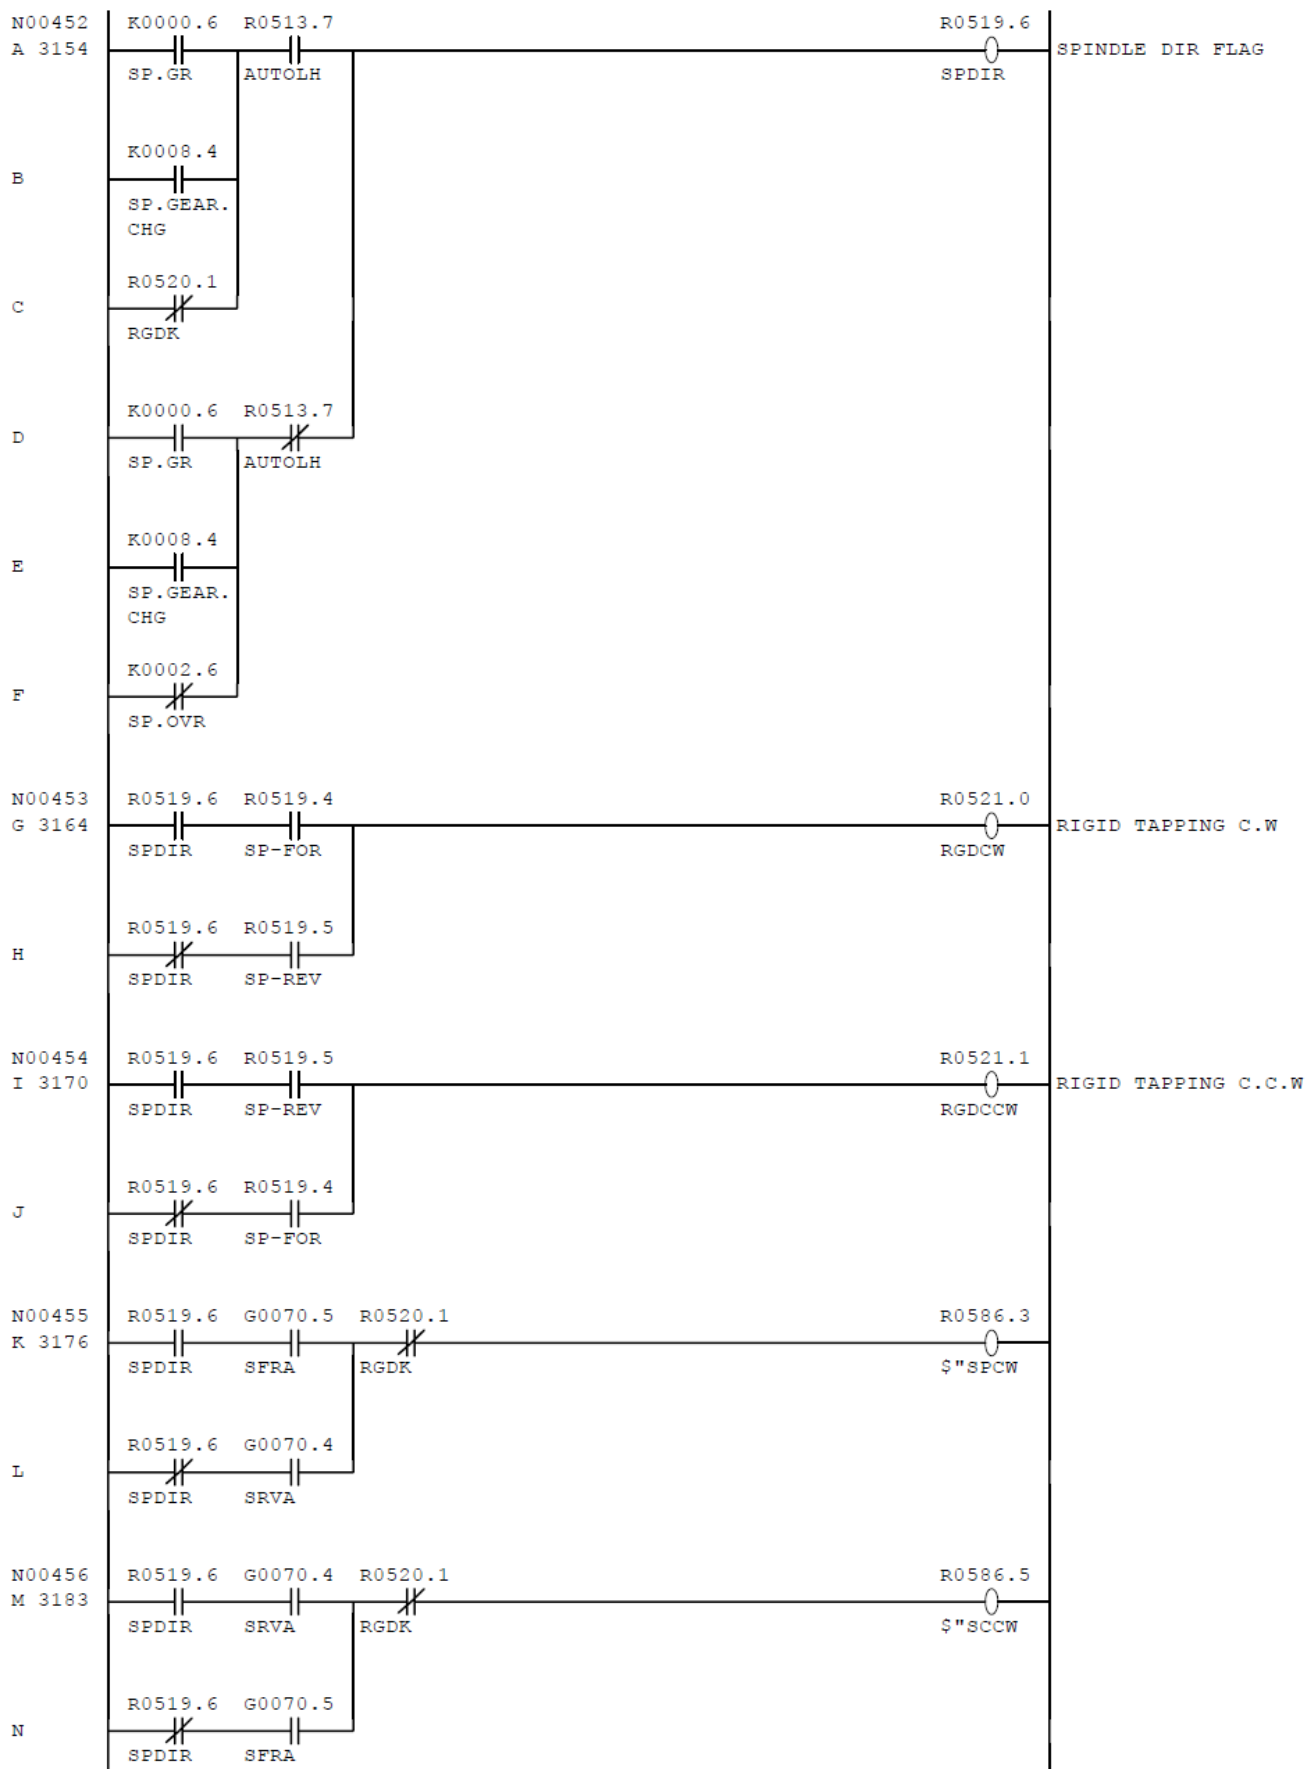 N00452 K0000.6 R0513.7 R0519.6
A 3154 SPINDLE DIR FLAG
SP.GR AUTOLH SPDIR
K0008.4
B
SP.GEAR.
CHG
R0520.1
C
RGDK
K0000.6 R0513.7
D
SP.GR AUTOLH
K0008.4
E
SP.GEAR.
CHG
K0002.6
F
SP.OVR
N00453 R0519.6 R0519.4 R0521.0
G 3164 RIGID TAPPING C.W
SPDIR SP-FOR RGDCW
R0519.6 R0519.5
H
SPDIR SP-REV
N00454 R0519.6 R0519.5 R0521.1
I 3170 RIGID TAPPING C.C.W
SPDIR SP-REV RGDCCW
R0519.6 R0519.4
J
SPDIR SP-FOR
N00455 R0519.6 G0070.5 R0520.1 R0586.3
K 3176
SPDIR SFRA RGDK $"SPCW
R0519.6 G0070.4
L
SPDIR SRVA
N00456 R0519.6 G0070.4 R0520.1 R0586.5
M 3183
SPDIR SRVA RGDK $"SCCW
R0519.6 G0070.5
N
SPDIR SFRA